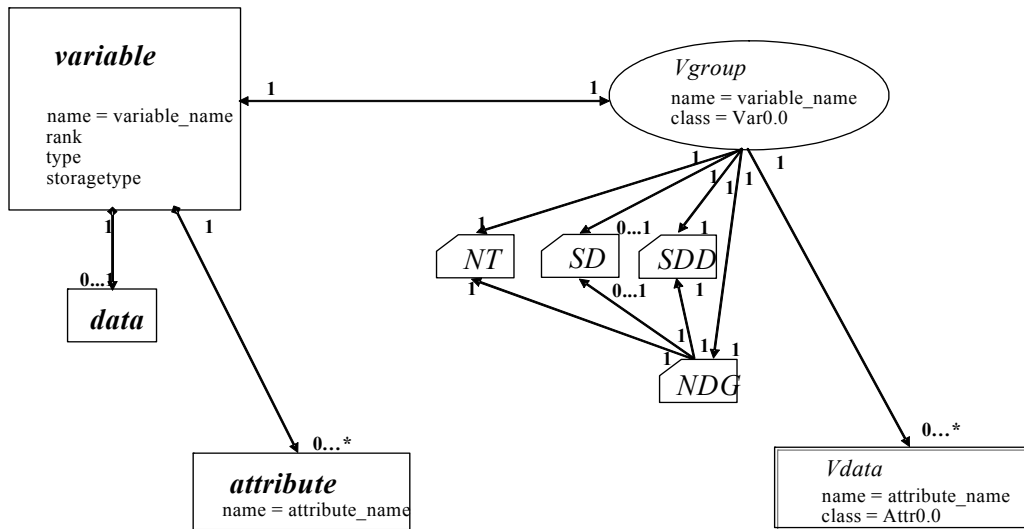 variable
name = variable_name
rank
type
storagetype
1
1
Vgroup
name = variable_name
class = Var0.0
1
1
1
1
1
1
0...1
1
NT
SD
SDD
1
0...1
1
1
1
1
1
NDG
1
0...1
data
1
0...*
attribute
name = attribute_name
0...*
Vdata
name = attribute_name
class = Attr0.0